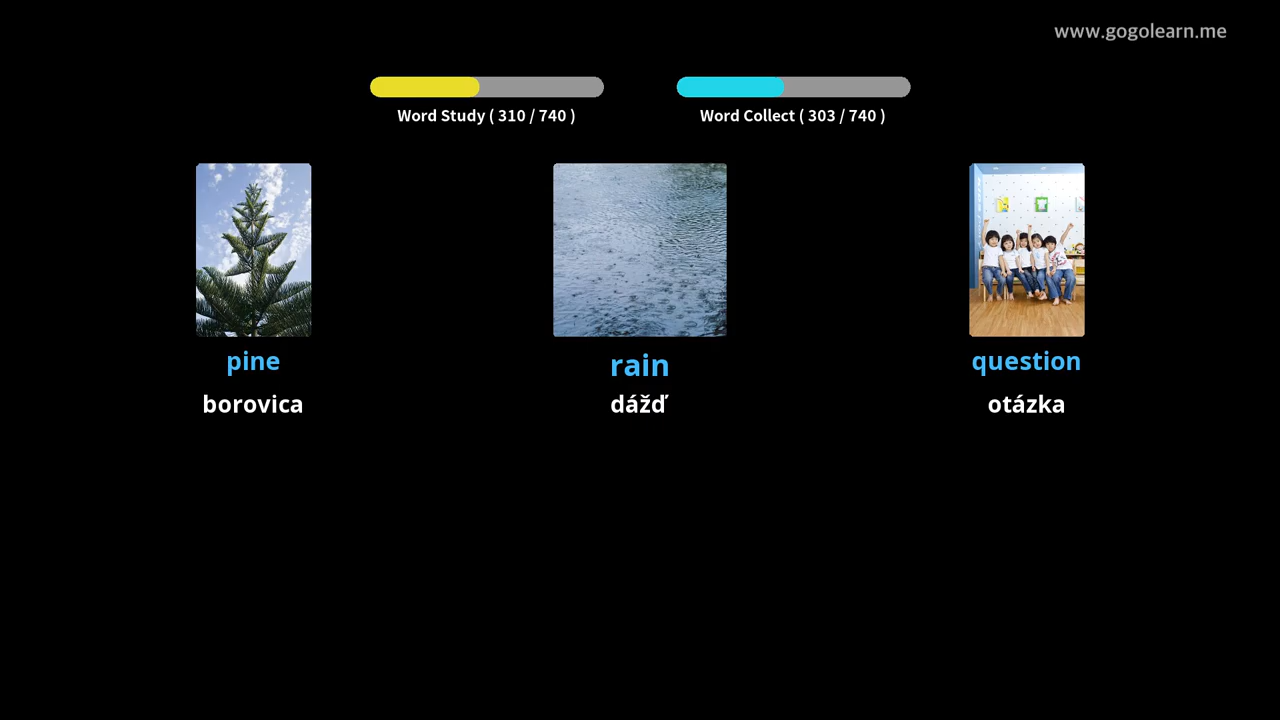 www.gogolearn.me
Word Study ( 310 / 740 )
Word Collect ( 303 / 740 )
pine
rain
question
borovica
dážď
otázka